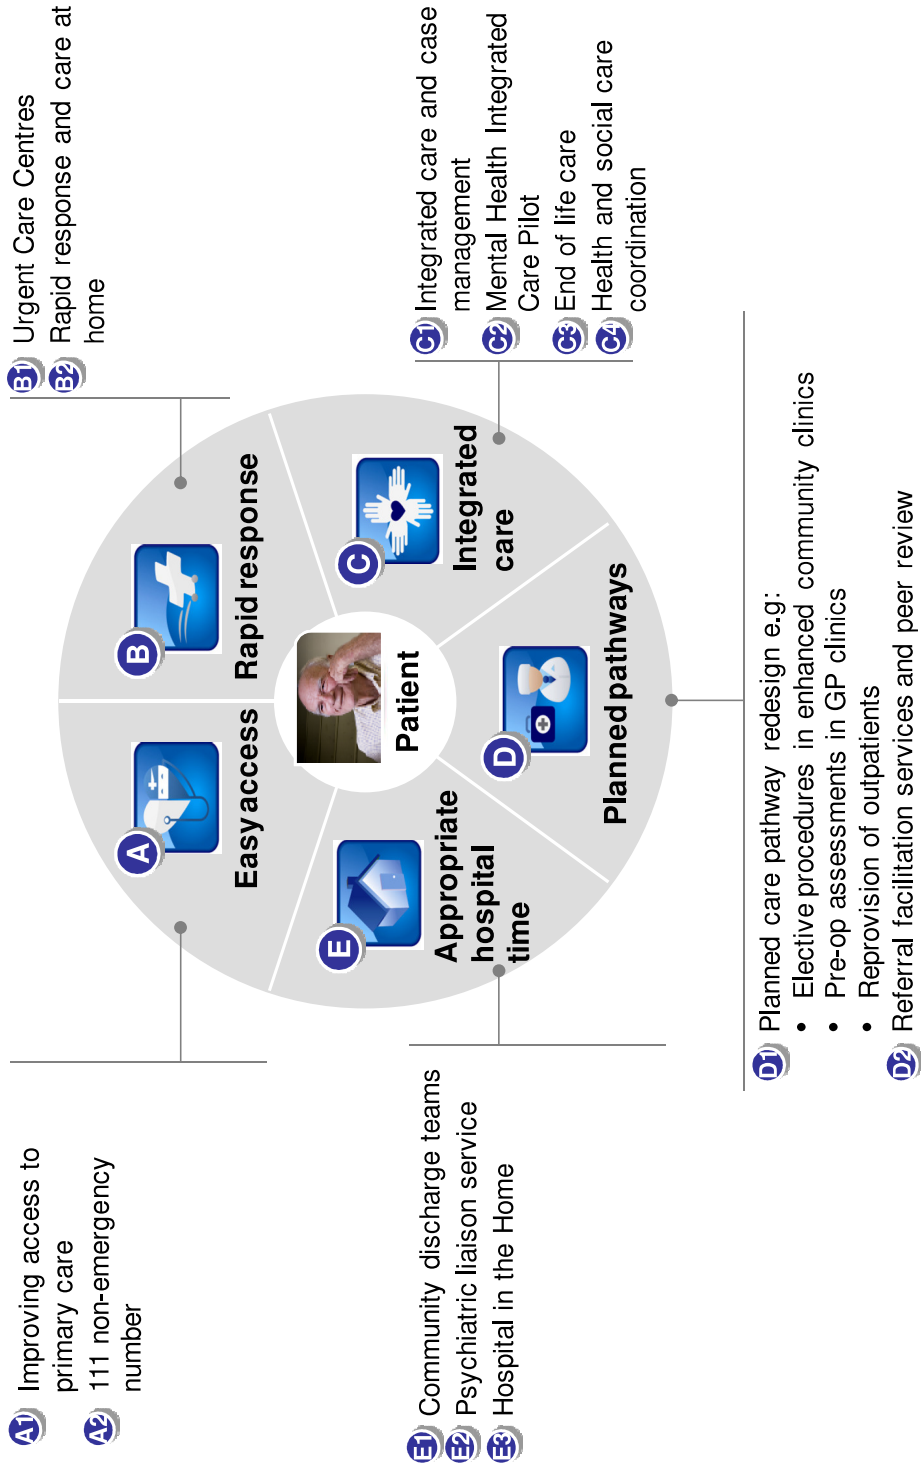 A1 Improving access to
primary care
A2 111 non-emergency
number
B1 Urgent Care Centres
B2 Rapid response and care at
home
A
Easy access
B
Rapid response
C
Integrated
care
D
Planned pathways
E
Appropriate
hospital
time
Patient
C1 Integrated care and case
management
C2 Mental Health Integrated
Care Pilot
C3 End of life care
C4 Health and social care
coordination
E1 Community discharge teams
E2 Psychiatric liaison service
E3 Hospital in the Home
D1 Planned care pathway redesign e.g:
• Elective procedures in enhanced community clinics
• Pre-op assessments in GP clinics
• Reprovision of outpatients
D2 Referral facilitation services and peer review